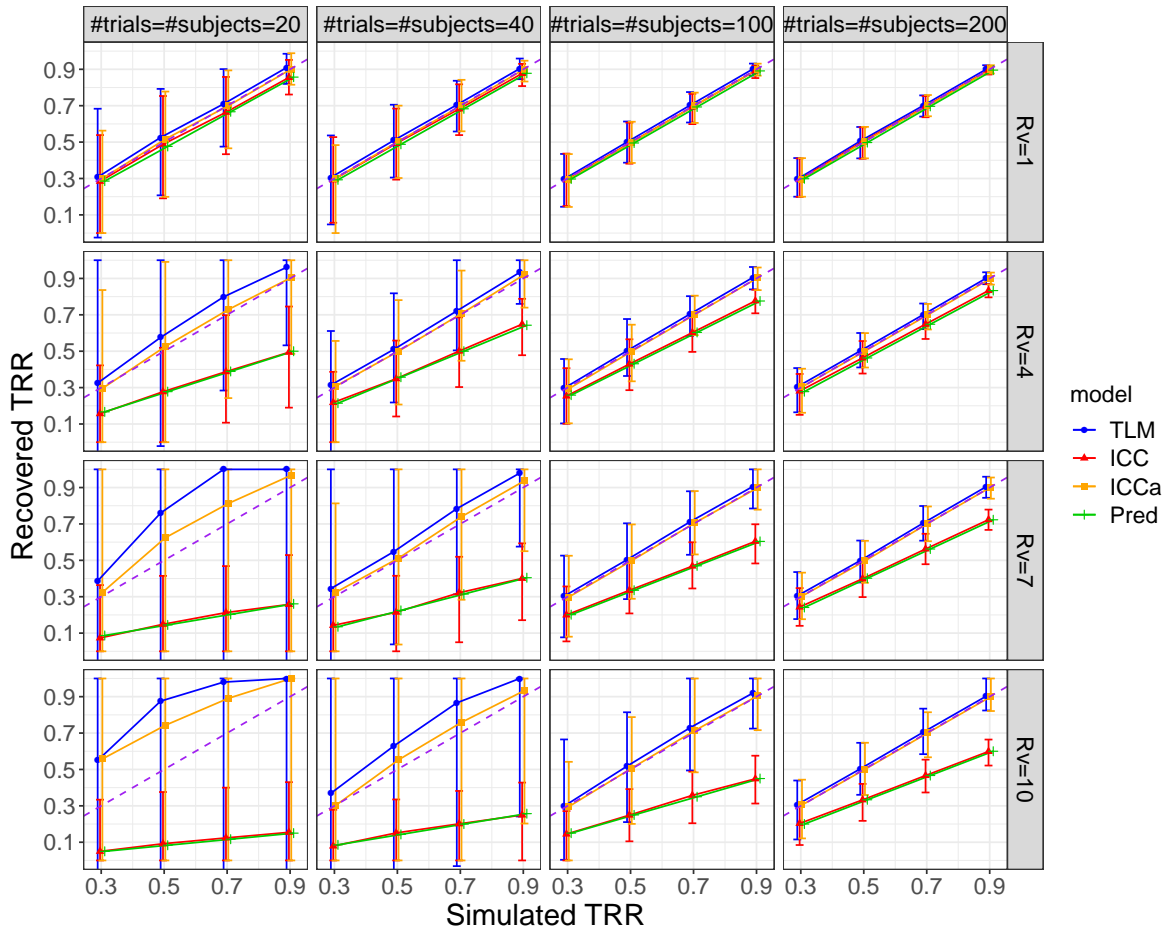 #trials=#subjects=20 #trials=#subjects=40 #trials=#subjects=100 #trials=#subjects=200
0.9
0.7
0.5
0.3
0.1
Rv=1
0.9
0.7
0.5
0.3
0.1
Rv=4
0.9
0.7
0.5
0.3
0.1
Rv=7
0.9
0.7
0.5
0.3
0.1
Rv=10
Recovered TRR
0.3 0.5 0.7 0.9 0.3 0.5 0.7 0.9 0.3 0.5 0.7 0.9 0.3 0.5 0.7 0.9
Simulated TRR
model
TLM
ICC
ICCa
Pred